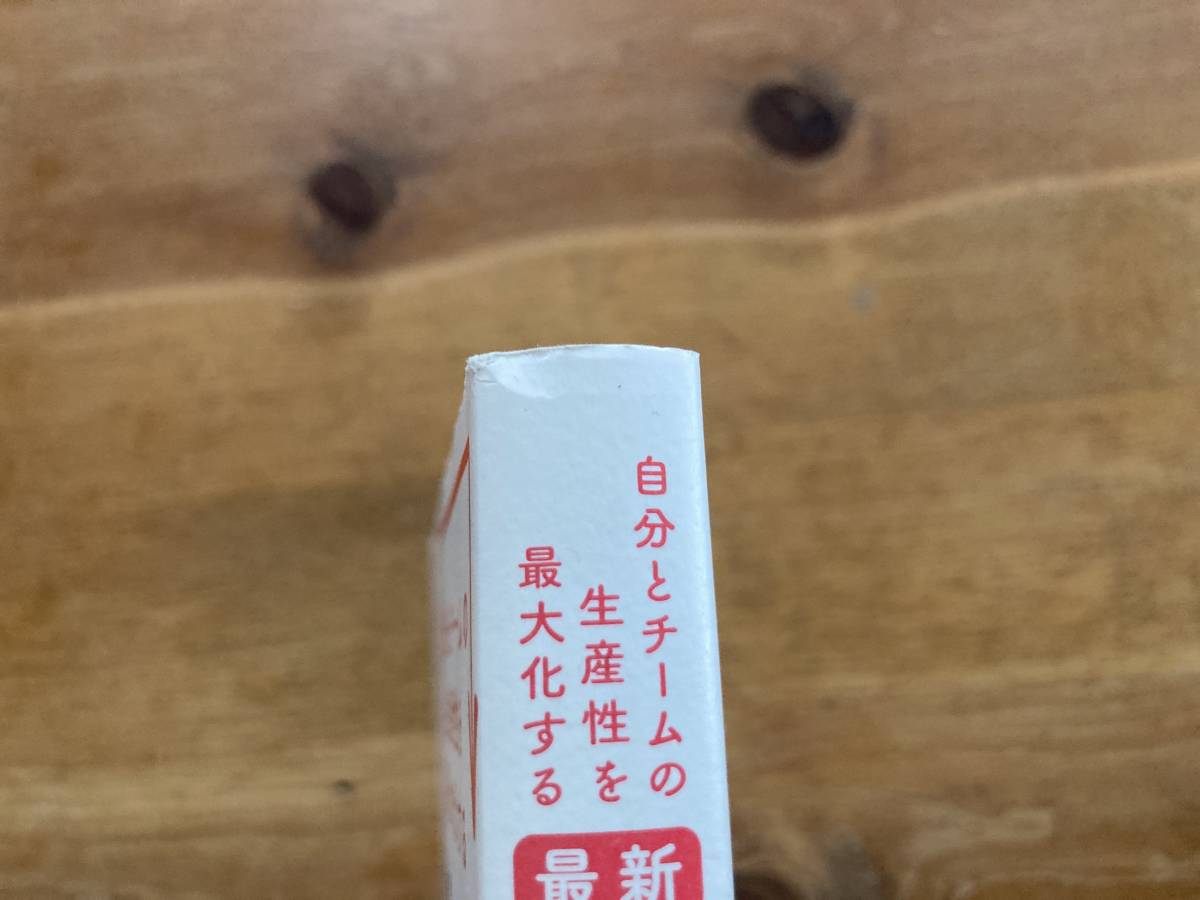 自分とチームの
生産性を
最大化する
最新